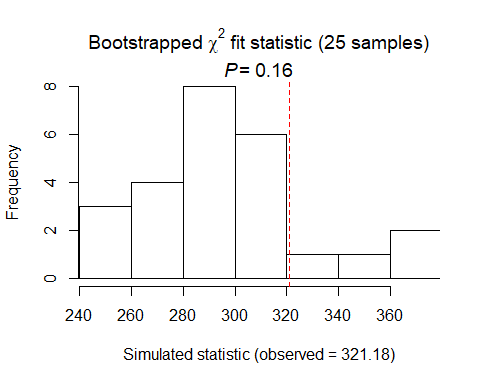 Bootstrapped χ² fit statistic (25 samples)
P = 0.16
Frequency
8
6
4
2
0
240 260 280 300 320 340 360
Simulated statistic (observed = 321.18)